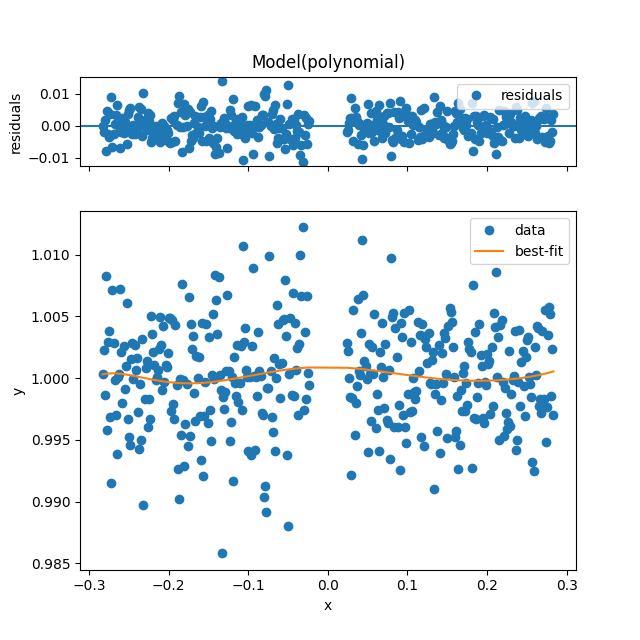 Model(polynomial)
residuals
0.01
0.00
−0.01
residuals
data
best-fit
y
1.010
1.005
1.000
0.995
0.990
0.985
−0.3
−0.2
−0.1
0.0
0.1
0.2
0.3
x